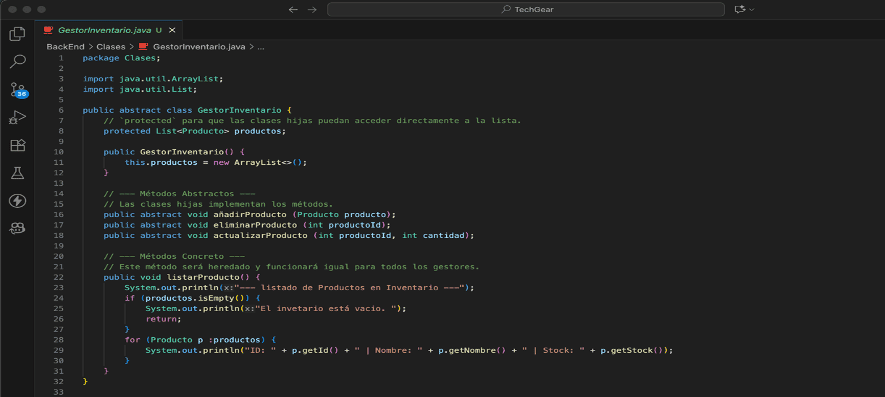 TechGear
GestorInventario.java U
BackEnd > Clases > GestorInventario.java > ...
36
1 package Clases;
2
3 import java.util.ArrayList;
4 import java.util.List;
5
6 public abstract class GestorInventario {
7 // `protected` para que las clases hijas puedan acceder directamente a la lista.
8 protected List<Producto> productos;
9
10 public GestorInventario() {
11 this.productos = new ArrayList<>();
12 }
13
14 // --- Métodos Abstractos ---
15 // Las clases hijas implementan los métodos.
16 public abstract void añadirProducto (Producto producto);
17 public abstract void eliminarProducto (int productoId);
18 public abstract void actualizarProducto (int productoId, int cantidad);
19
20 // --- Métodos Concreto ---
21 // Este método será heredado y funcionará igual para todos los gestores.
22 public void listarProducto() {
23 System.out.println(x:"--- listado de Productos en Inventario ---");
24 if (productos.isEmpty()) {
25 System.out.println(x:"El invetario está vacio. ");
26 return;
27 }
28 for (Producto p :productos) {
29 System.out.println("ID: " + p.getId() + " | Nombre: " + p.getNombre() + " | Stock: " + p.getStock());
30 }
31 }
32 }
33